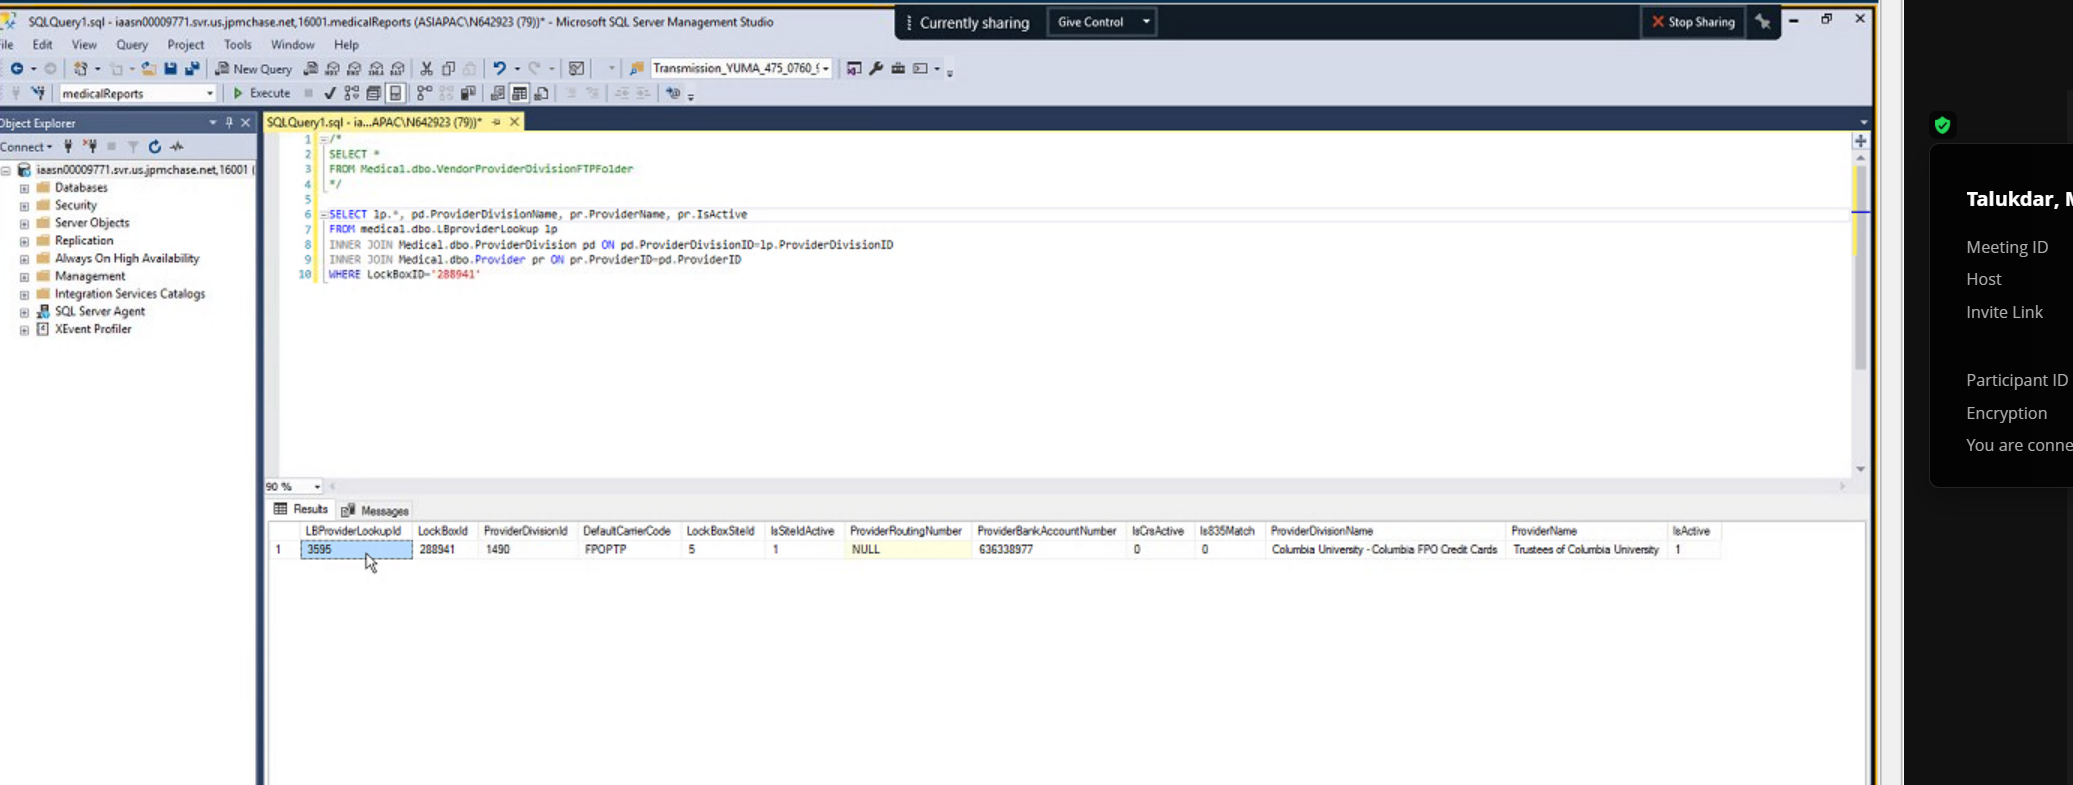 SQLQuery1.sql - iaasn00009771.svr.us.jpmchase.net,16001.medicalReports (ASIAPAC\N642923 (79))* - Microsoft SQL Server Management Studio
Currently sharing
Give Control
Stop Sharing
ile Edit View Query Project Tools Window Help
New Query
Transmission_YUMA_475_0760_
medicalReports
Execute
Object Explorer
SQLQuery1.sql - ia...APAC\N642923 (79))*
Connect
iaasn00009771.svr.us.jpmchase.net,16001 (
Databases
Security
Server Objects
Replication
Always On High Availability
Management
Integration Services Catalogs
SQL Server Agent
XEvent Profiler
1 /*
2 SELECT *
3 FROM Medical.dbo.VendorProviderDivisionFTPFolder
4 */
5
6 SELECT lp.*, pd.ProviderDivisionName, pr.ProviderName, pr.IsActive
7 FROM medical.dbo.LBproviderLookup lp
8 INNER JOIN Medical.dbo.ProviderDivision pd ON pd.ProviderDivisionID=lp.ProviderDivisionID
9 INNER JOIN Medical.dbo.Provider pr ON pr.ProviderID=pd.ProviderID
10 WHERE LockBoxID='288941'
90 %
Results Messages
LBProviderLookupId LockBoxId ProviderDivisionId DefaultCarrierCode LockBoxSiteId IsSiteIdActive ProviderRoutingNumber ProviderBankAccountNumber IsCrsActive Is835Match ProviderDivisionName ProviderName IsActive
1 3595 288941 1490 FPOPTP 5 1 NULL 636338977 0 0 Columbia University - Columbia FPO Credit Cards Trustees of Columbia University 1
Talukdar, M
Meeting ID
Host
Invite Link
Participant ID
Encryption
You are conne